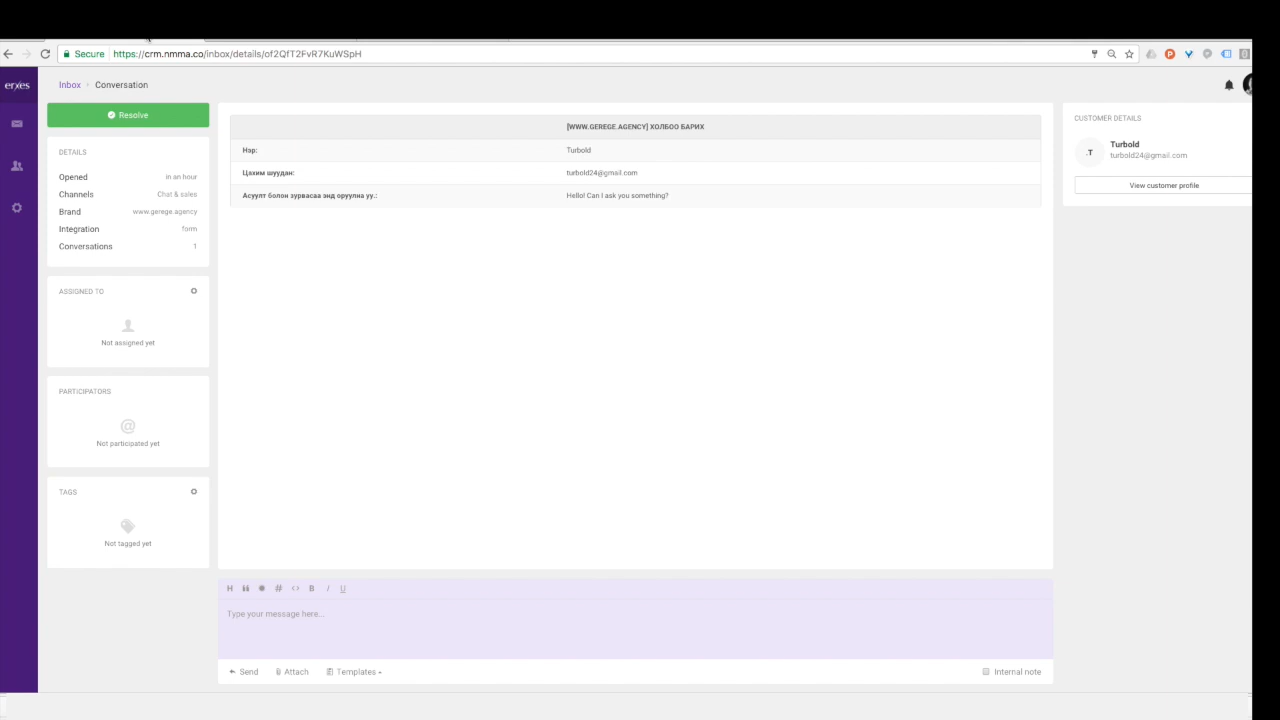 Secure https://crm.nmma.co/inbox/details/of2QfT2FvR7KuWSpH
erxes
Inbox › Conversation
Resolve
DETAILS
Opened in an hour
Channels Chat & sales
Brand www.gerege.agency
Integration form
Conversations 1
ASSIGNED TO
Not assigned yet
PARTICIPATORS
@
Not participated yet
TAGS
Not tagged yet
[WWW.GEREGE.AGENCY] ХОЛБОО БАРИХ
Нэр: Turbold
Цахим шуудан: turbold24@gmail.com
Асуулт болон зурвасаа энд оруулна уу.: Hello! Can I ask you something?
H # <> B I U
Type your message here...
Send Attach Templates
Internal note
CUSTOMER DETAILS
.T
Turbold
turbold24@gmail.com
View customer profile